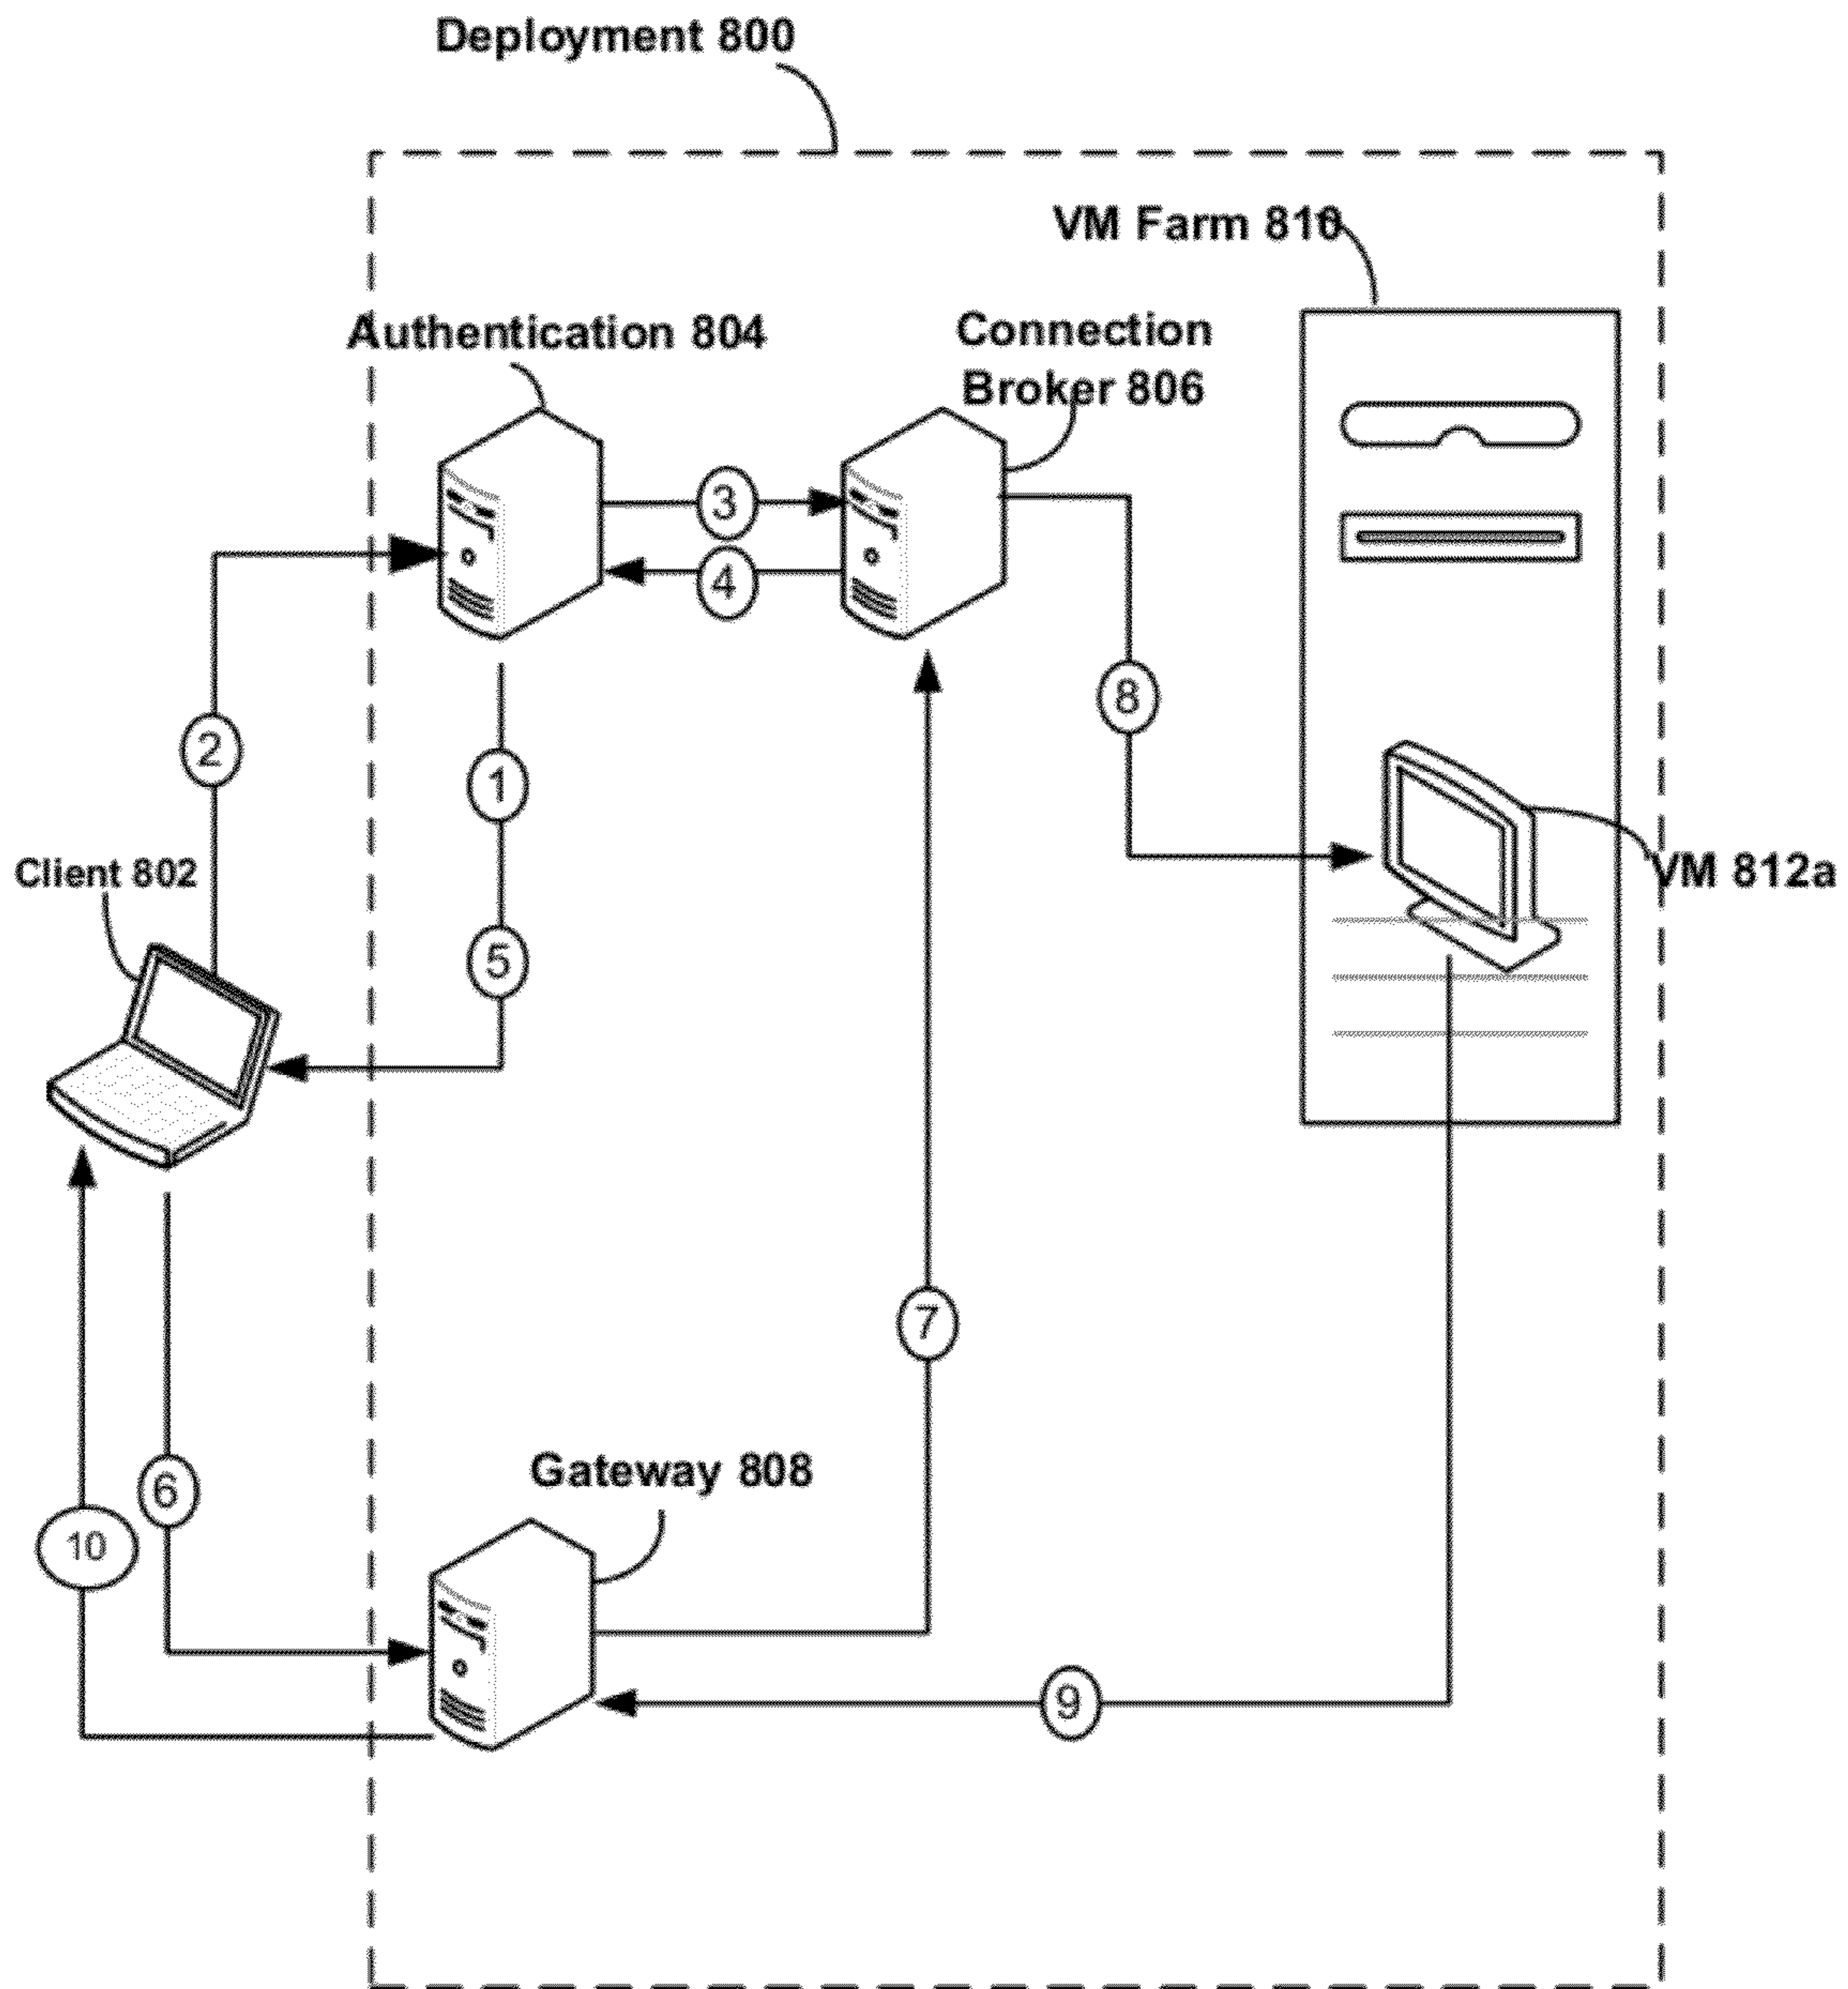 Deployment 800
VM Farm 810
Authentication 804
Connection
Broker 806
3
4
8
2
1
Client 802
VM 812a
5
7
Gateway 808
6
10
9